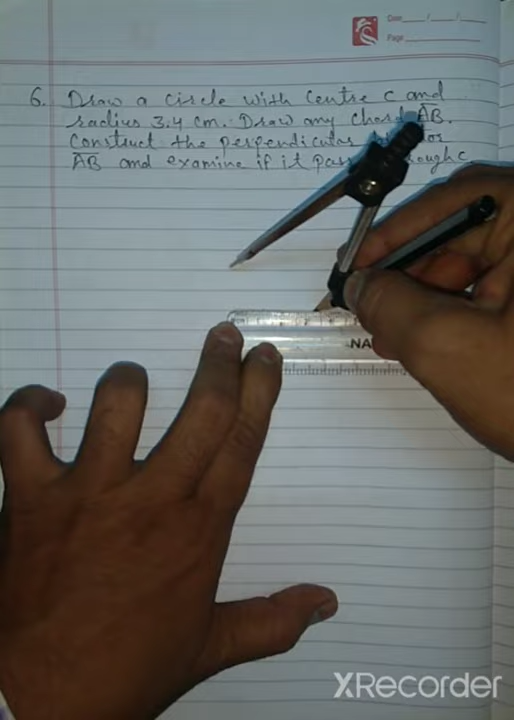 Date
Page
6. Draw a circle with Centre C and
radius 3.4 cm. Draw any chord AB.
Construct the perpendicular
AB and examine if it C
NA
XRecorder